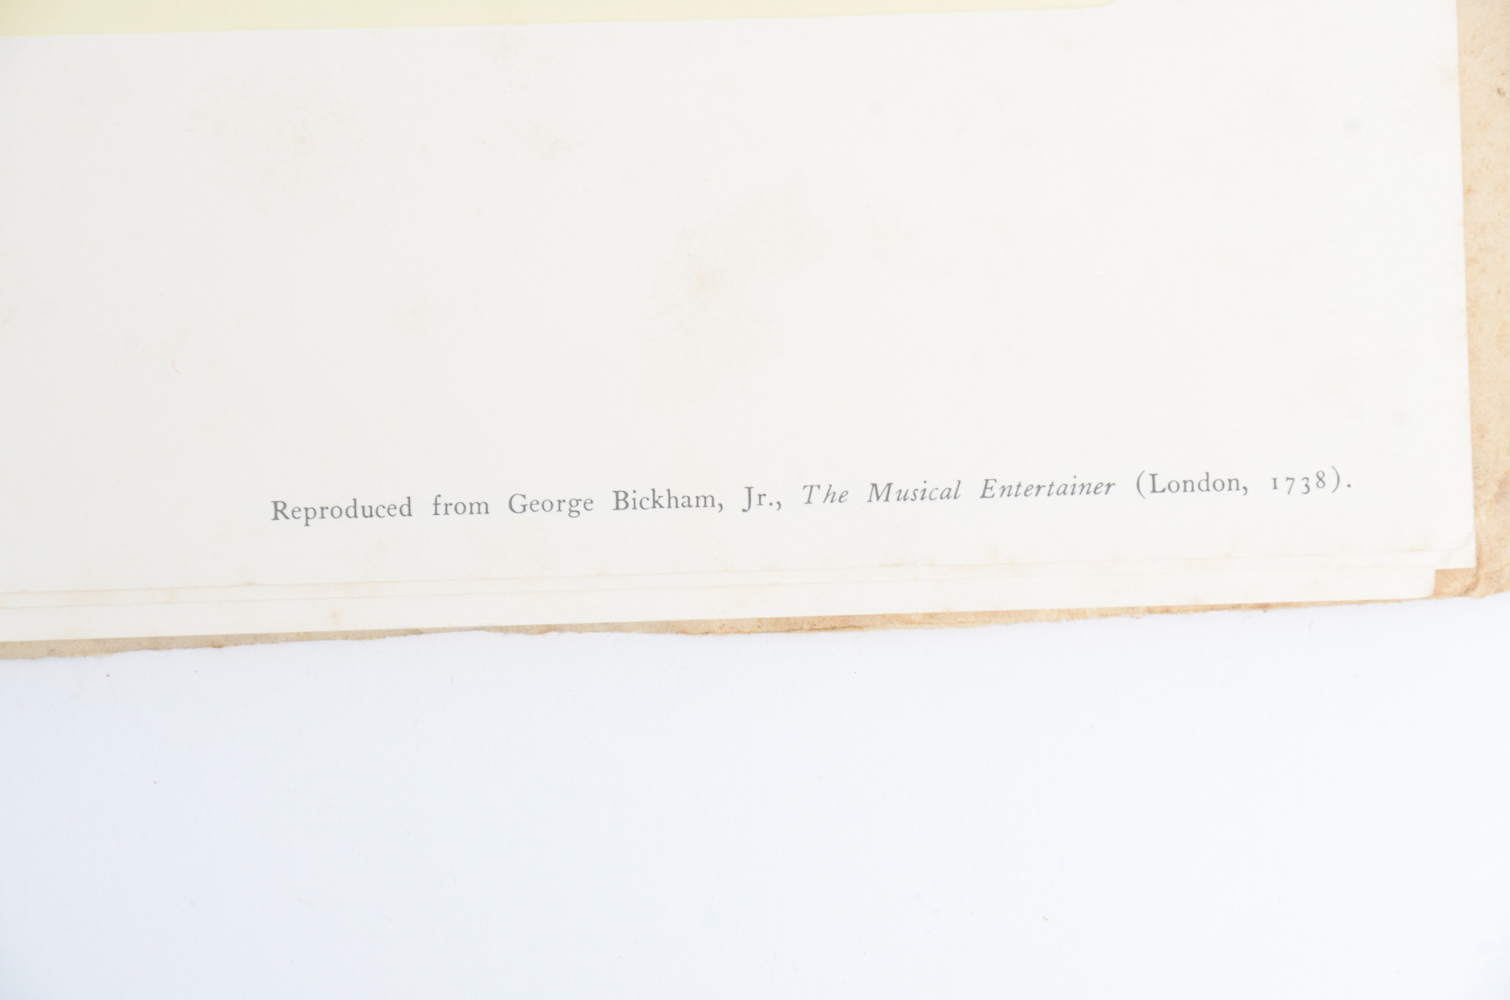 Reproduced from George Bickham, Jr., The Musical Entertainer (London, 1738).